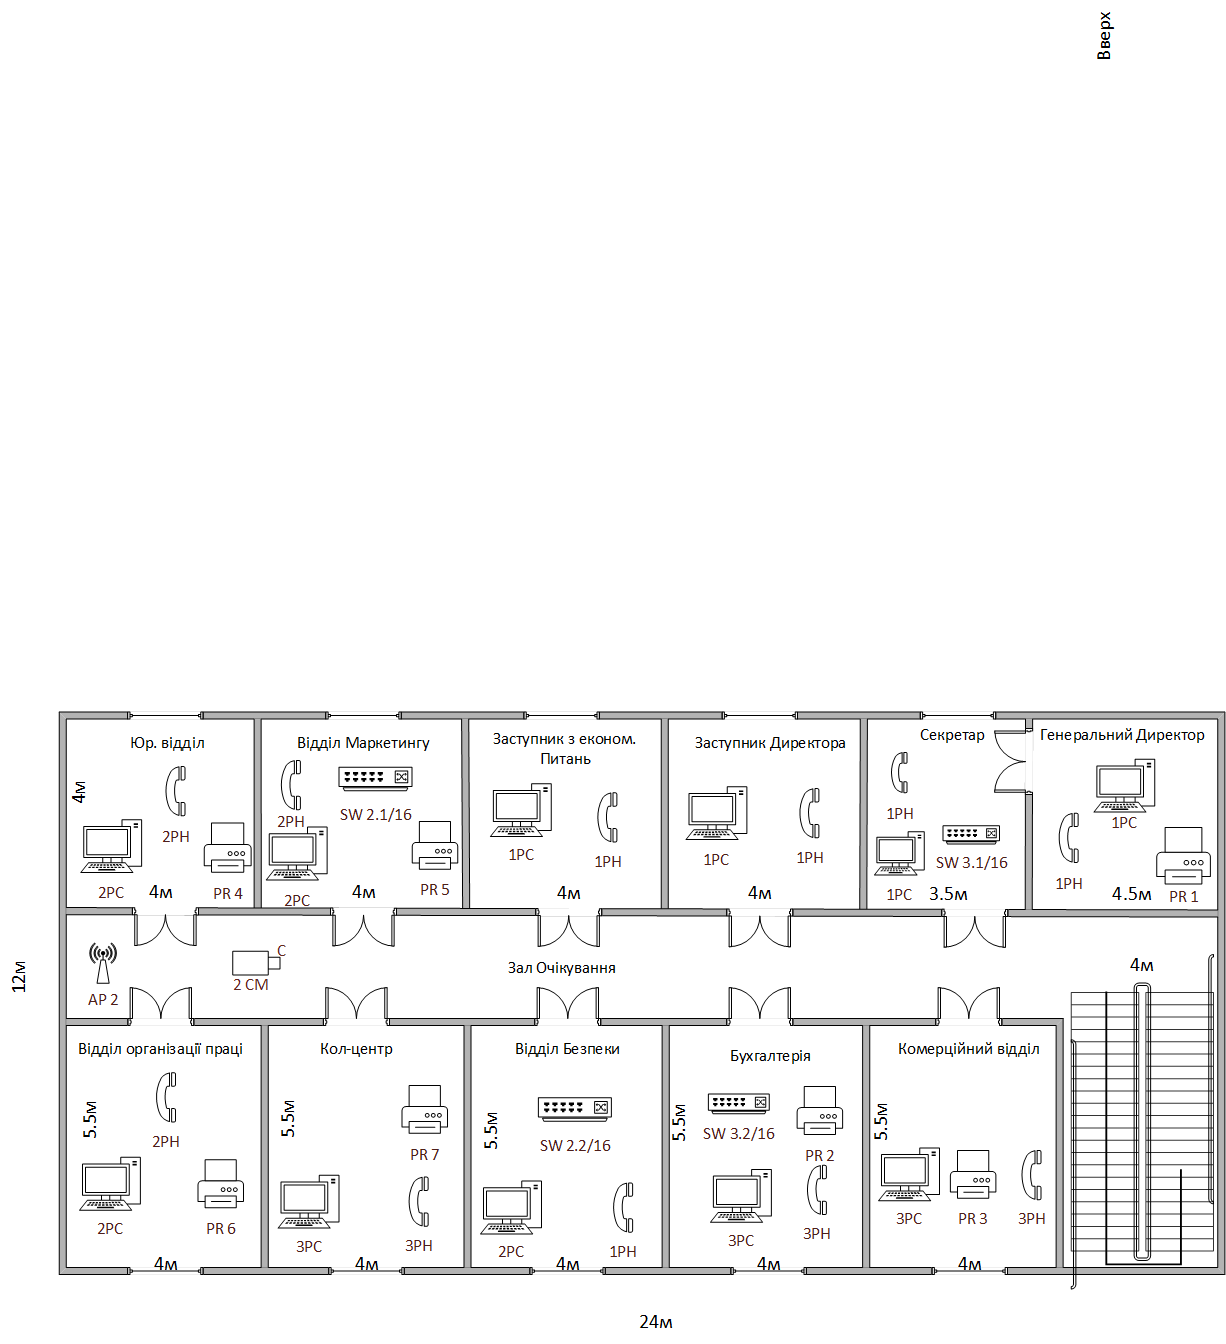 Вверх
Юр. відділ
4м
2PH
2PC
4м
PR 4
Відділ Маркетингу
2PH
SW 2.1/16
2PC
4м
PR 5
Заступник з економ.
Питань
1PC
1PH
4м
Заступник Директора
1PC
1PH
4м
Секретар
1PH
SW 3.1/16
1PC
3.5м
Генеральний Директор
1PC
1PH
4.5м
PR 1
12м
AP 2
C
2 CM
Зал Очікування
4м
Відділ організації праці
5.5м
2PH
2PC
PR 6
4м
Кол-центр
5.5м
PR 7
3PC
3PH
4м
Відділ Безпеки
5.5м
SW 2.2/16
2PC
1PH
4м
Бухгалтерія
5.5м
SW 3.2/16
PR 2
3PC
3PH
4м
Комерційний відділ
5.5м
3PC
PR 3
3PH
4м
24м